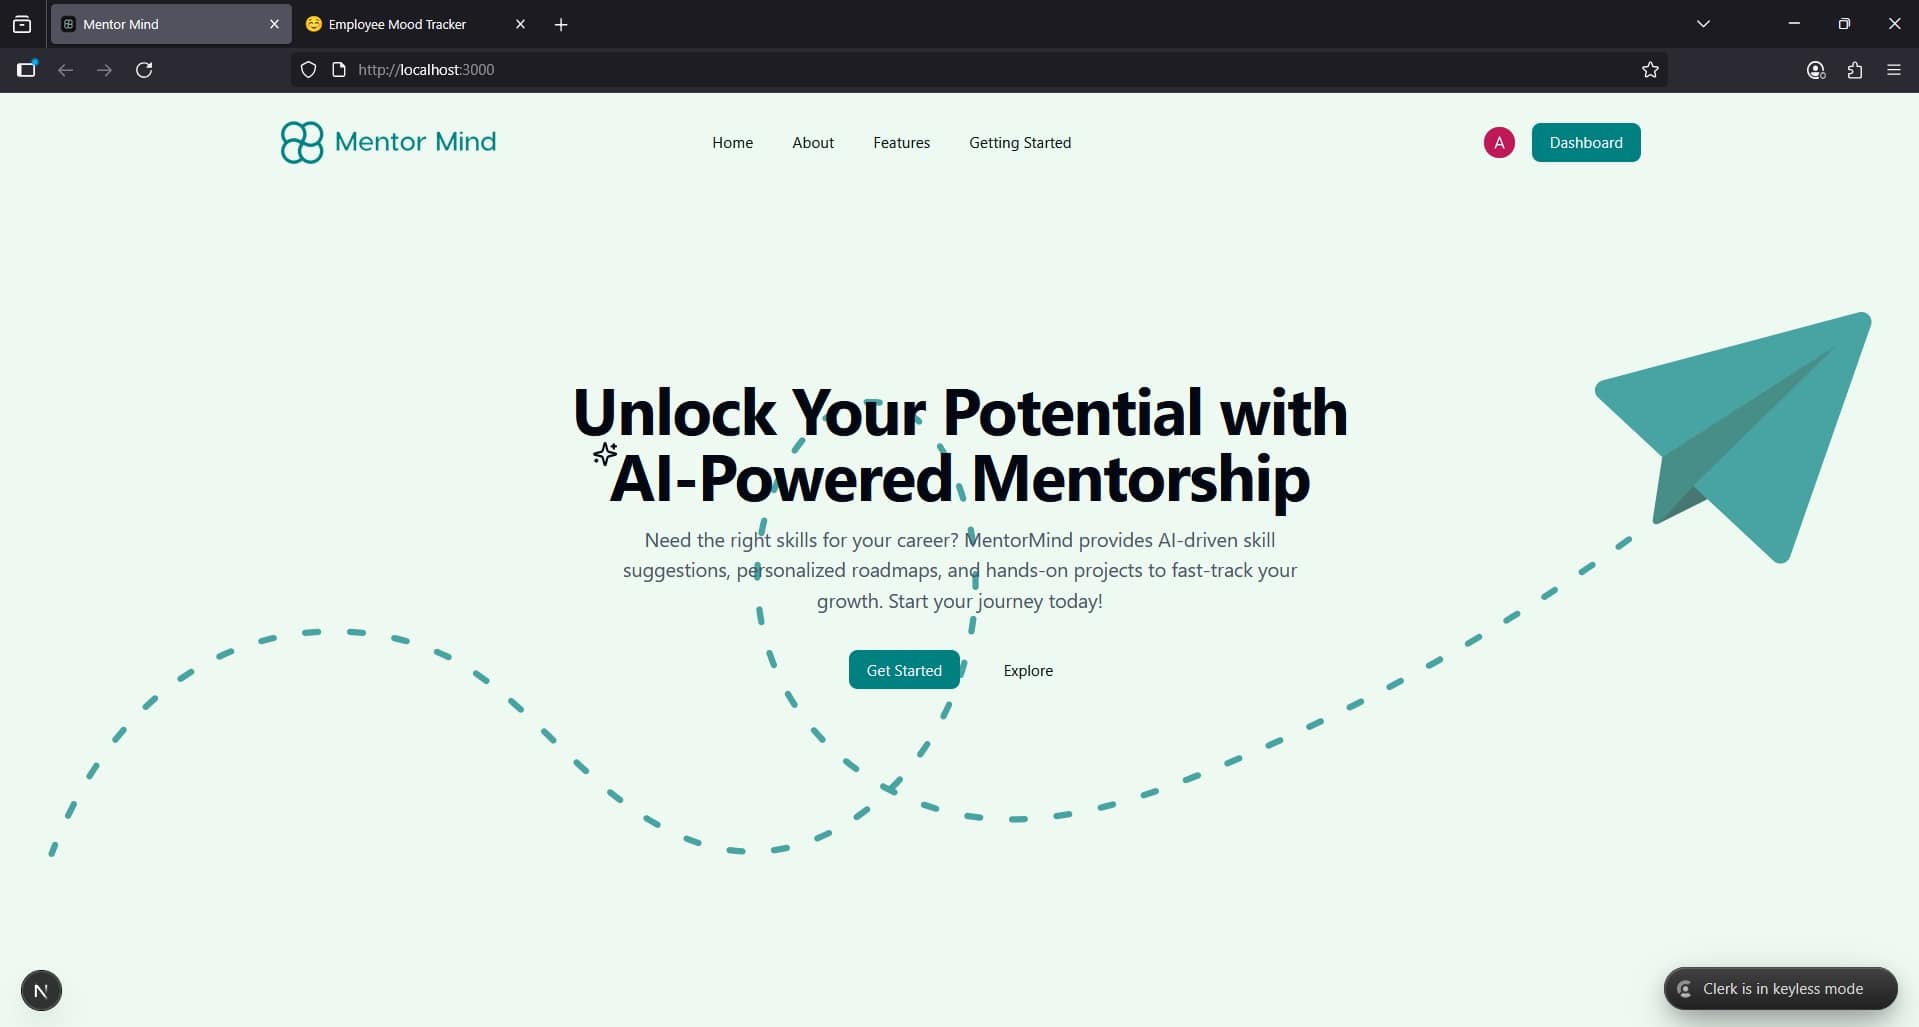 Mentor Mind
Employee Mood Tracker
http://localhost:3000
Mentor Mind
Home
About
Features
Getting Started
A
Dashboard
Unlock Your Potential with
AI-Powered Mentorship
Need the right skills for your career? MentorMind provides AI-driven skill
suggestions, personalized roadmaps, and hands-on projects to fast-track your
growth. Start your journey today!
Get Started
Explore
N
Clerk is in keyless mode